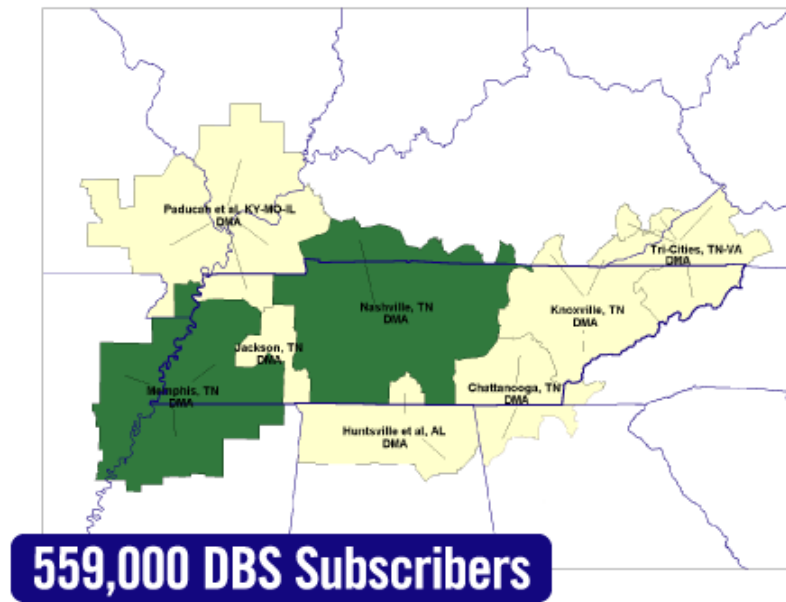 Paducah et al, KY-MO-IL
DMA
Tri-Cities, TN-VA
DMA
Nashville, TN
DMA
Knoxville, TN
DMA
Jackson, TN
DMA
Memphis, TN
DMA
Chattanooga, TN
DMA
Huntsville et al, AL
DMA
559,000 DBS Subscribers